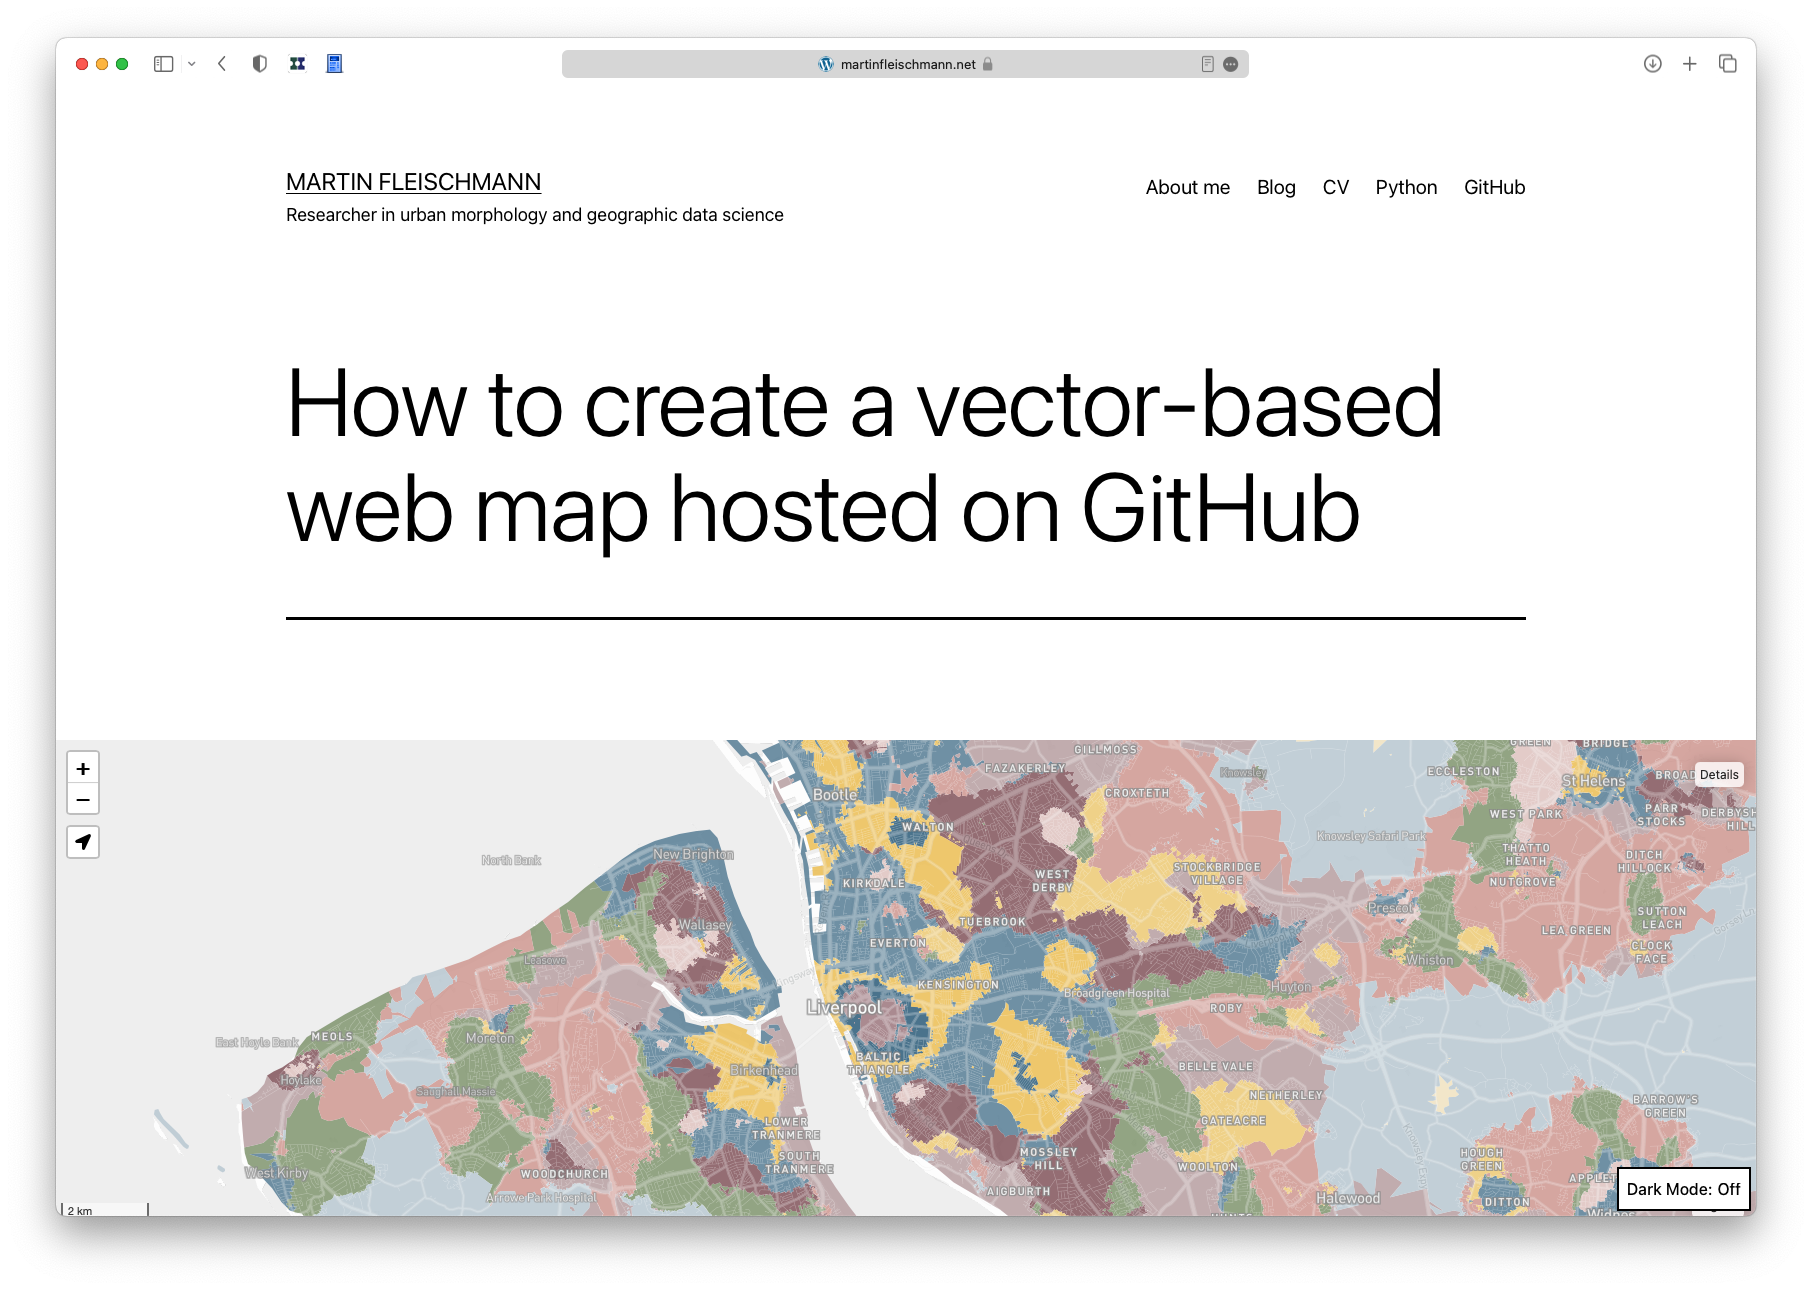 martinfleischmann.net
MARTIN FLEISCHMANN
Researcher in urban morphology and geographic data science
About me Blog CV Python GitHub
How to create a vector-based
web map hosted on GitHub
+
−
Details
GILLMOSS
FAZAKERLEY
Knowsley
ECCLESTON
GREEN
BRIDGE
St Helens
BROAD
Bootle
CROXTETH
WEST PARK
PARR
STOCKS
DERBYSH
HILL
WALTON
Knowsley Safari Park
North Bank
New Brighton
THATTO
HEATH
DITCH
HILLOCK
STOCKBRIDGE
VILLAGE
KIRKDALE
WEST
DERBY
NUTGROVE
Prescot
Wallasey
TUEBROOK
SUTTON
LEACH
LEA GREEN
EVERTON
CLOCK
FACE
Leasowe
Whiston
KENSINGTON
Broadgreen Hospital
Huyton
Liverpool
ROBY
East Hoyle Bank
MEOLS
Moreton
BALTIC
TRIANGLE
Birkenhead
BELLE VALE
Hoylake
Saughall Massie
NETHERLEY
BARROW'S
GREEN
LOWER
TRANMERE
GATEACRE
SOUTH
TRANMERE
MOSSLEY
HILL
HOUGH
GREEN
West Kirby
WOODCHURCH
WOOLTON
APPLET
Arrowe Park Hospital
AIGBURTH
Halewood
DITTON
Widnes
HUNTS
2 km
Dark Mode: Off